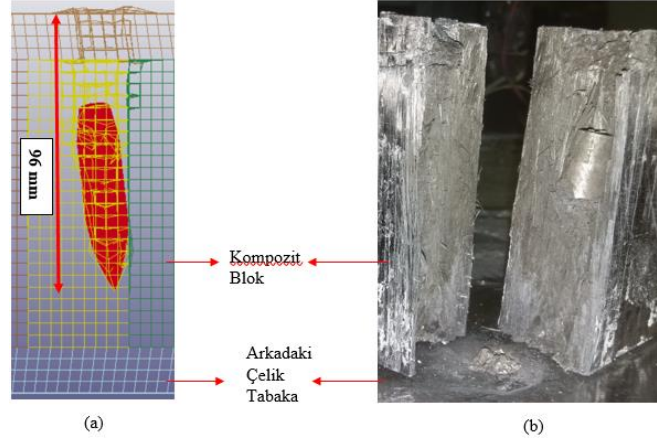 96 mm
Kompozit
Blok
Arkadaki
Çelik
Tabaka
(a)
(b)